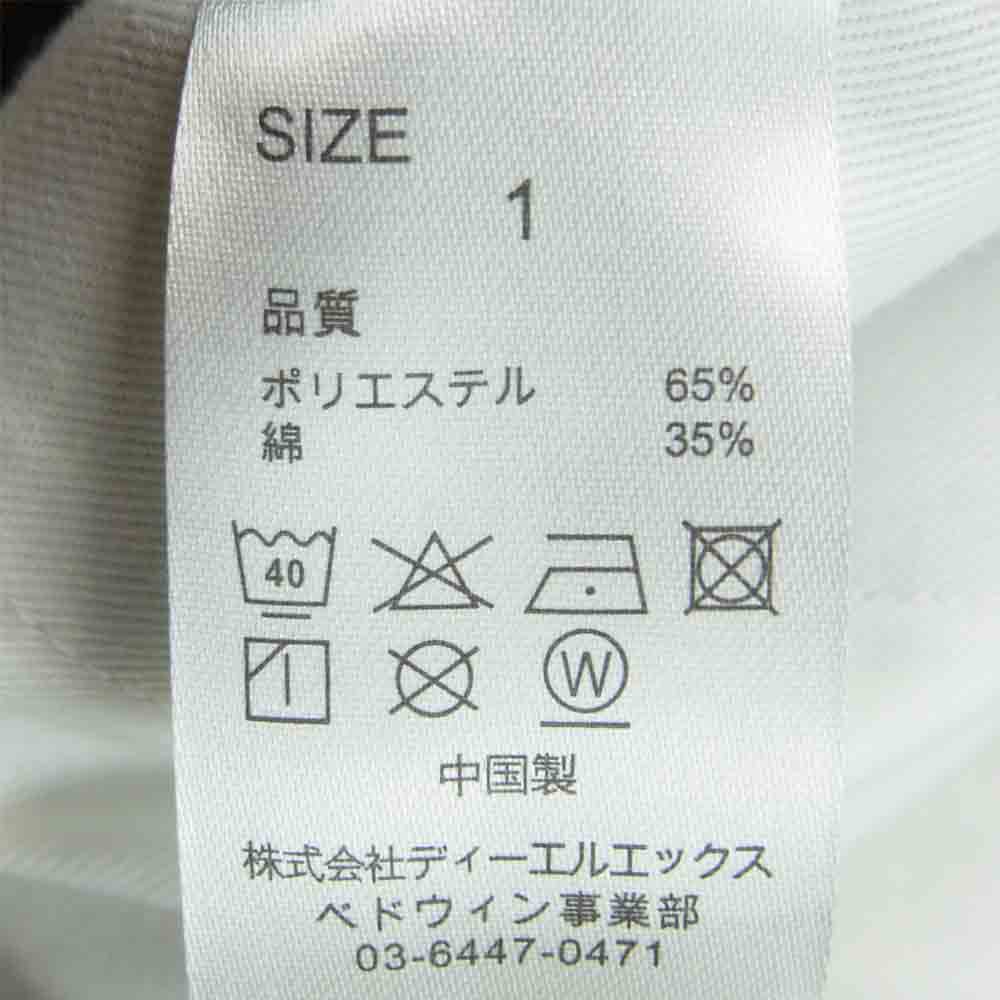 SIZE
1
品質
ポリエステル 65%
綿 35%
40
W
中国製
株式会社ディーエルエックス
ベドウィン事業部
03-6447-0471